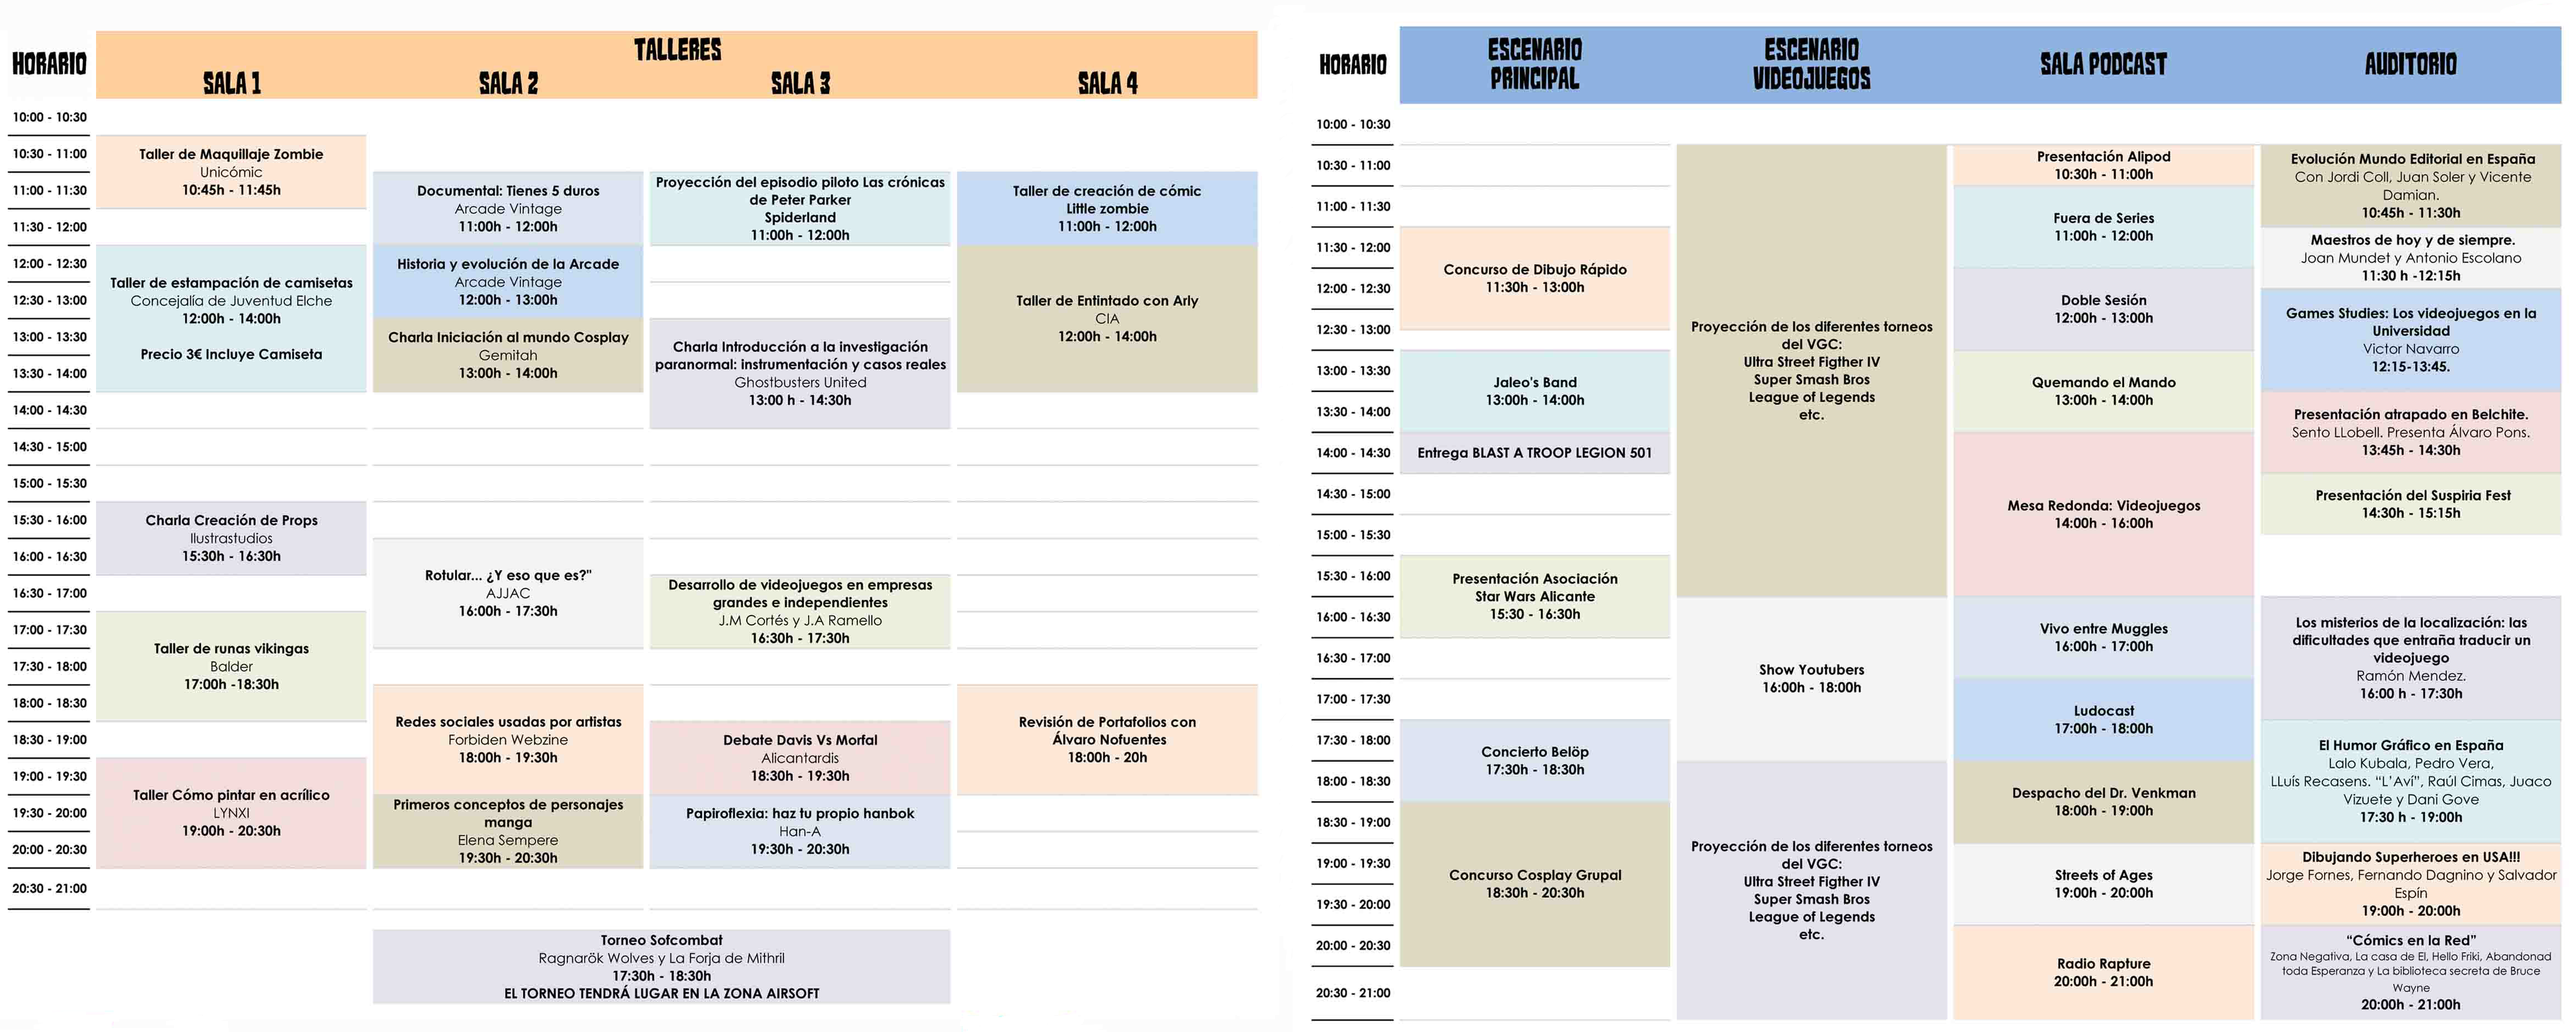 HORARIO
TALLERES
SALA 1
SALA 2
SALA 3
SALA 4
10:00 - 10:30
10:30 - 11:00
11:00 - 11:30
11:30 - 12:00
12:00 - 12:30
12:30 - 13:00
13:00 - 13:30
13:30 - 14:00
14:00 - 14:30
14:30 - 15:00
15:00 - 15:30
15:30 - 16:00
16:00 - 16:30
16:30 - 17:00
17:00 - 17:30
17:30 - 18:00
18:00 - 18:30
18:30 - 19:00
19:00 - 19:30
19:30 - 20:00
20:00 - 20:30
20:30 - 21:00
Taller de Maquillaje Zombie
Unicómic
10:45h - 11:45h
Taller de estampación de camisetas
Concejalía de Juventud Elche
12:00h - 14:00h
Precio 3€ Incluye Camiseta
Charla Creación de Props
Ilustrastudios
15:30h - 16:30h
Taller de runas vikingas
Balder
17:00h -18:30h
Taller Cómo pintar en acrílico
LYNXI
19:00h - 20:30h
Documental: Tienes 5 duros
Arcade Vintage
11:00h - 12:00h
Historia y evolución de la Arcade
Arcade Vintage
12:00h - 13:00h
Charla Iniciación al mundo Cosplay
Gemitah
13:00h - 14:00h
Rotular... ¿Y eso que es?"
AJJAC
16:00h - 17:30h
Redes sociales usadas por artistas
Forbiden Webzine
18:00h - 19:30h
Primeros conceptos de personajes
manga
Elena Sempere
19:30h - 20:30h
Proyección del episodio piloto Las crónicas
de Peter Parker
Spiderland
11:00h - 12:00h
Charla Introducción a la investigación
paranormal: instrumentación y casos reales
Ghostbusters United
13:00 h - 14:30h
Desarrollo de videojuegos en empresas
grandes e independientes
J.M Cortés y J.A Ramello
16:30h - 17:30h
Debate Davis Vs Morfal
Alicantardis
18:30h - 19:30h
Papiroflexia: haz tu propio hanbok
Han-A
19:30h - 20:30h
Taller de creación de cómic
Little zombie
11:00h - 12:00h
Taller de Entintado con Arly
CIA
12:00h - 14:00h
Revisión de Portafolios con
Álvaro Nofuentes
18:00h - 20h
Torneo Sofcombat
Ragnarök Wolves y La Forja de Mithril
17:30h - 18:30h
EL TORNEO TENDRÁ LUGAR EN LA ZONA AIRSOFT
HORARIO
ESCENARIO
PRINCIPAL
ESCENARIO
VIDEOJUEGOS
SALA PODCAST
AUDITORIO
10:00 - 10:30
10:30 - 11:00
11:00 - 11:30
11:30 - 12:00
12:00 - 12:30
12:30 - 13:00
13:00 - 13:30
13:30 - 14:00
14:00 - 14:30
14:30 - 15:00
15:00 - 15:30
15:30 - 16:00
16:00 - 16:30
16:30 - 17:00
17:00 - 17:30
17:30 - 18:00
18:00 - 18:30
18:30 - 19:00
19:00 - 19:30
19:30 - 20:00
20:00 - 20:30
20:30 - 21:00
Concurso de Dibujo Rápido
11:30h - 13:00h
Jaleo's Band
13:00h - 14:00h
Entrega BLAST A TROOP LEGION 501
Presentación Asociación
Star Wars Alicante
15:30 - 16:30h
Concierto Belöp
17:30h - 18:30h
Concurso Cosplay Grupal
18:30h - 20:30h
Proyección de los diferentes torneos
del VGC:
Ultra Street Figther IV
Super Smash Bros
League of Legends
etc.
Show Youtubers
16:00h - 18:00h
Proyección de los diferentes torneos
del VGC:
Ultra Street Figther IV
Super Smash Bros
League of Legends
etc.
Presentación Alipod
10:30h - 11:00h
Fuera de Series
11:00h - 12:00h
Doble Sesión
12:00h - 13:00h
Quemando el Mando
13:00h - 14:00h
Mesa Redonda: Videojuegos
14:00h - 16:00h
Vivo entre Muggles
16:00h - 17:00h
Ludocast
17:00h - 18:00h
Despacho del Dr. Venkman
18:00h - 19:00h
Streets of Ages
19:00h - 20:00h
Radio Rapture
20:00h - 21:00h
Evolución Mundo Editorial en España
Con Jordi Coll, Juan Soler y Vicente
Damian.
10:45h - 11:30h
Maestros de hoy y de siempre.
Joan Mundet y Antonio Escolano
11:30 h -12:15h
Games Studies: Los videojuegos en la
Universidad
Victor Navarro
12:15-13:45.
Presentación atrapado en Belchite.
Sento LLobell. Presenta Álvaro Pons.
13:45h - 14:30h
Presentación del Suspiria Fest
14:30h - 15:15h
Los misterios de la localización: las
dificultades que entraña traducir un
videojuego
Ramón Mendez.
16:00 h - 17:30h
El Humor Gráfico en España
Lalo Kubala, Pedro Vera,
LLuís Recasens. “L’Aví”, Raúl Cimas, Juaco
Vizuete y Dani Gove
17:30 h - 19:00h
Dibujando Superheroes en USA!!!
Jorge Fornes, Fernando Dagnino y Salvador
Espín
19:00h - 20:00h
“Cómics en la Red”
Zona Negativa, La casa de El, Hello Friki, Abandonad
toda Esperanza y La biblioteca secreta de Bruce
Wayne
20:00h - 21:00h